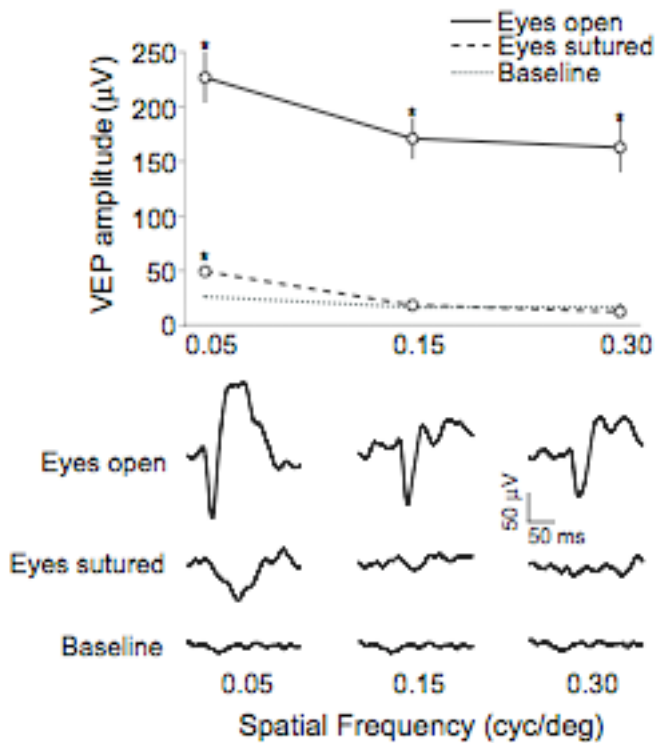 Eyes open
Eyes sutured
Baseline
VEP amplitude (µV)
250
200
150
100
50
0
*
*
*
*
0.05 0.15 0.30
Eyes open
50 µV
50 ms
Eyes sutured
Baseline
0.05 0.15 0.30
Spatial Frequency (cyc/deg)